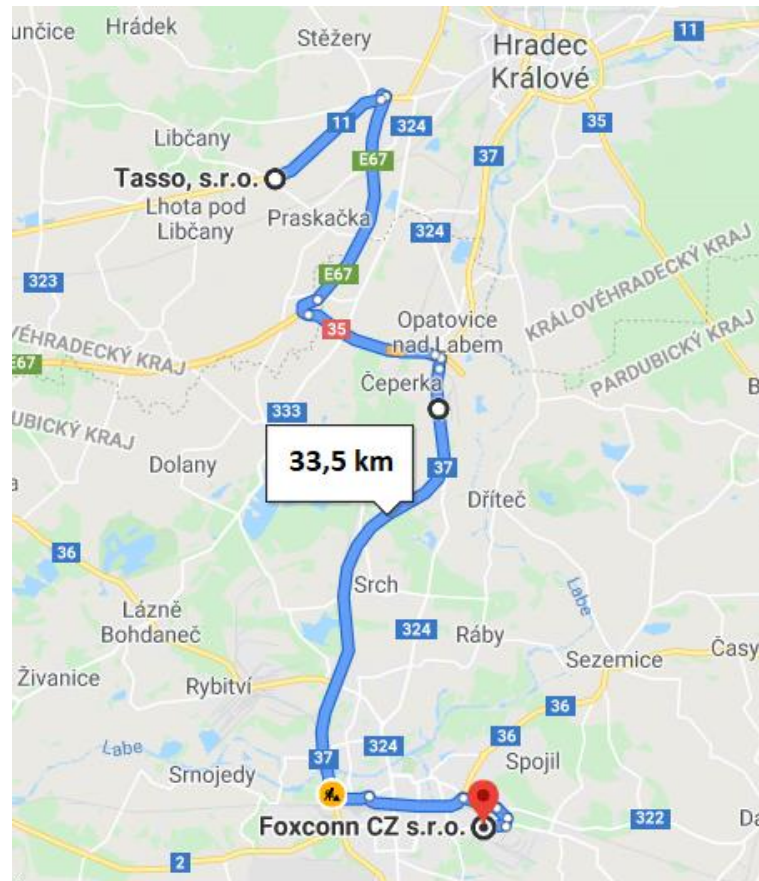 unčice
Hrádek
Stěžery
Hradec
Králové
11
Libčany
11
324
35
37
E67
Tasso, s.r.o.
Lhota pod
Libčany
Praskačka
324
323
E67
KRÁLOVÉHRADECKÝ KRAJ
PARDUBICKÝ KRAJ
VÉHRADECKÝ KRAJ
35
Opatovice
nad Labem
E67
Čeperka
B
DUBICKÝ KRAJ
333
33,5 km
37
Dolany
a
Dříteč
36
Labe
Srch
Lázně
Bohdaneč
324
Ráby
Sezemice
Časy
Živanice
Rybitví
36
Labe
37
324
36
Spojil
Srnojedy
Foxconn CZ s.r.o.
322
Da
2